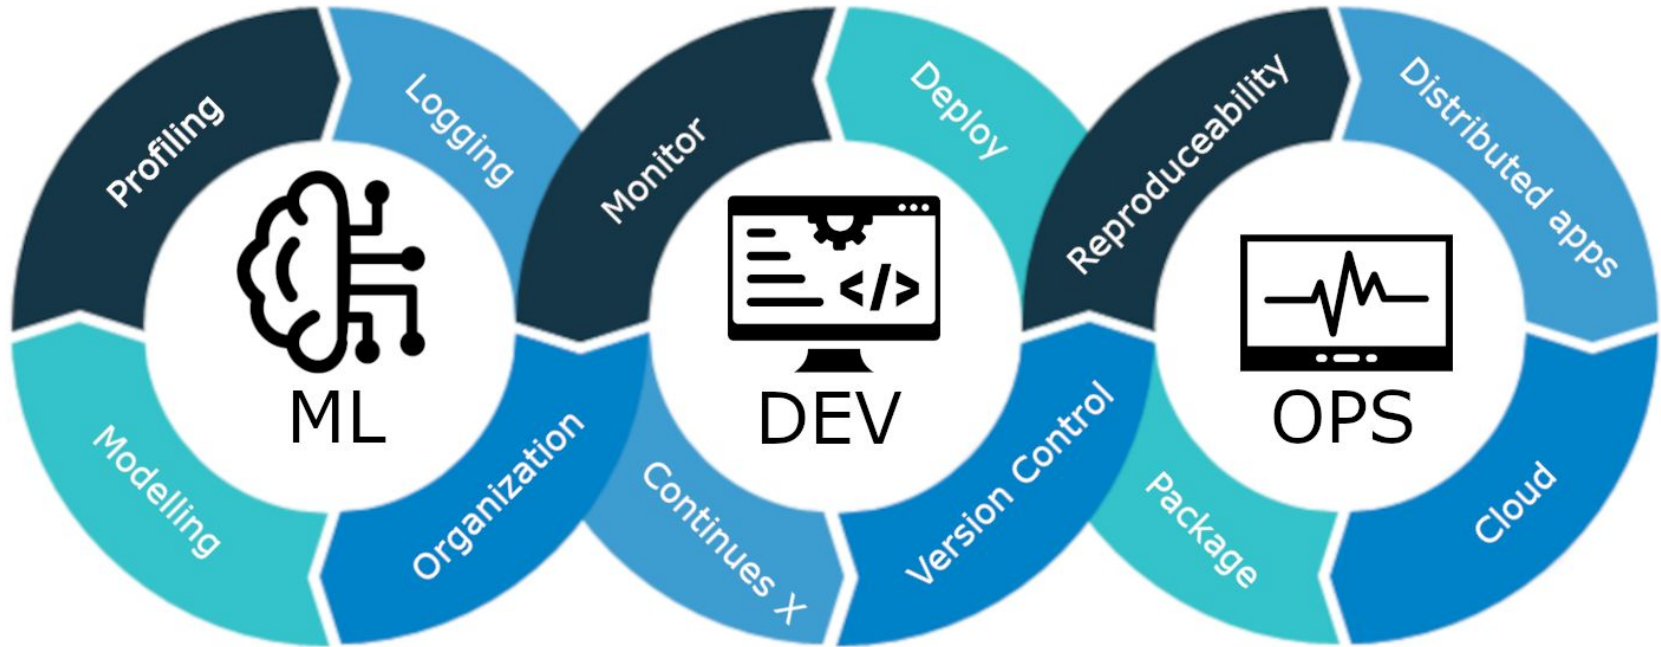 Profiling
Logging
Modelling
Organization
ML
Monitor
Deploy
Continues X
Version Control
DEV
Reproduceability
Distributed apps
Package
Cloud
OPS